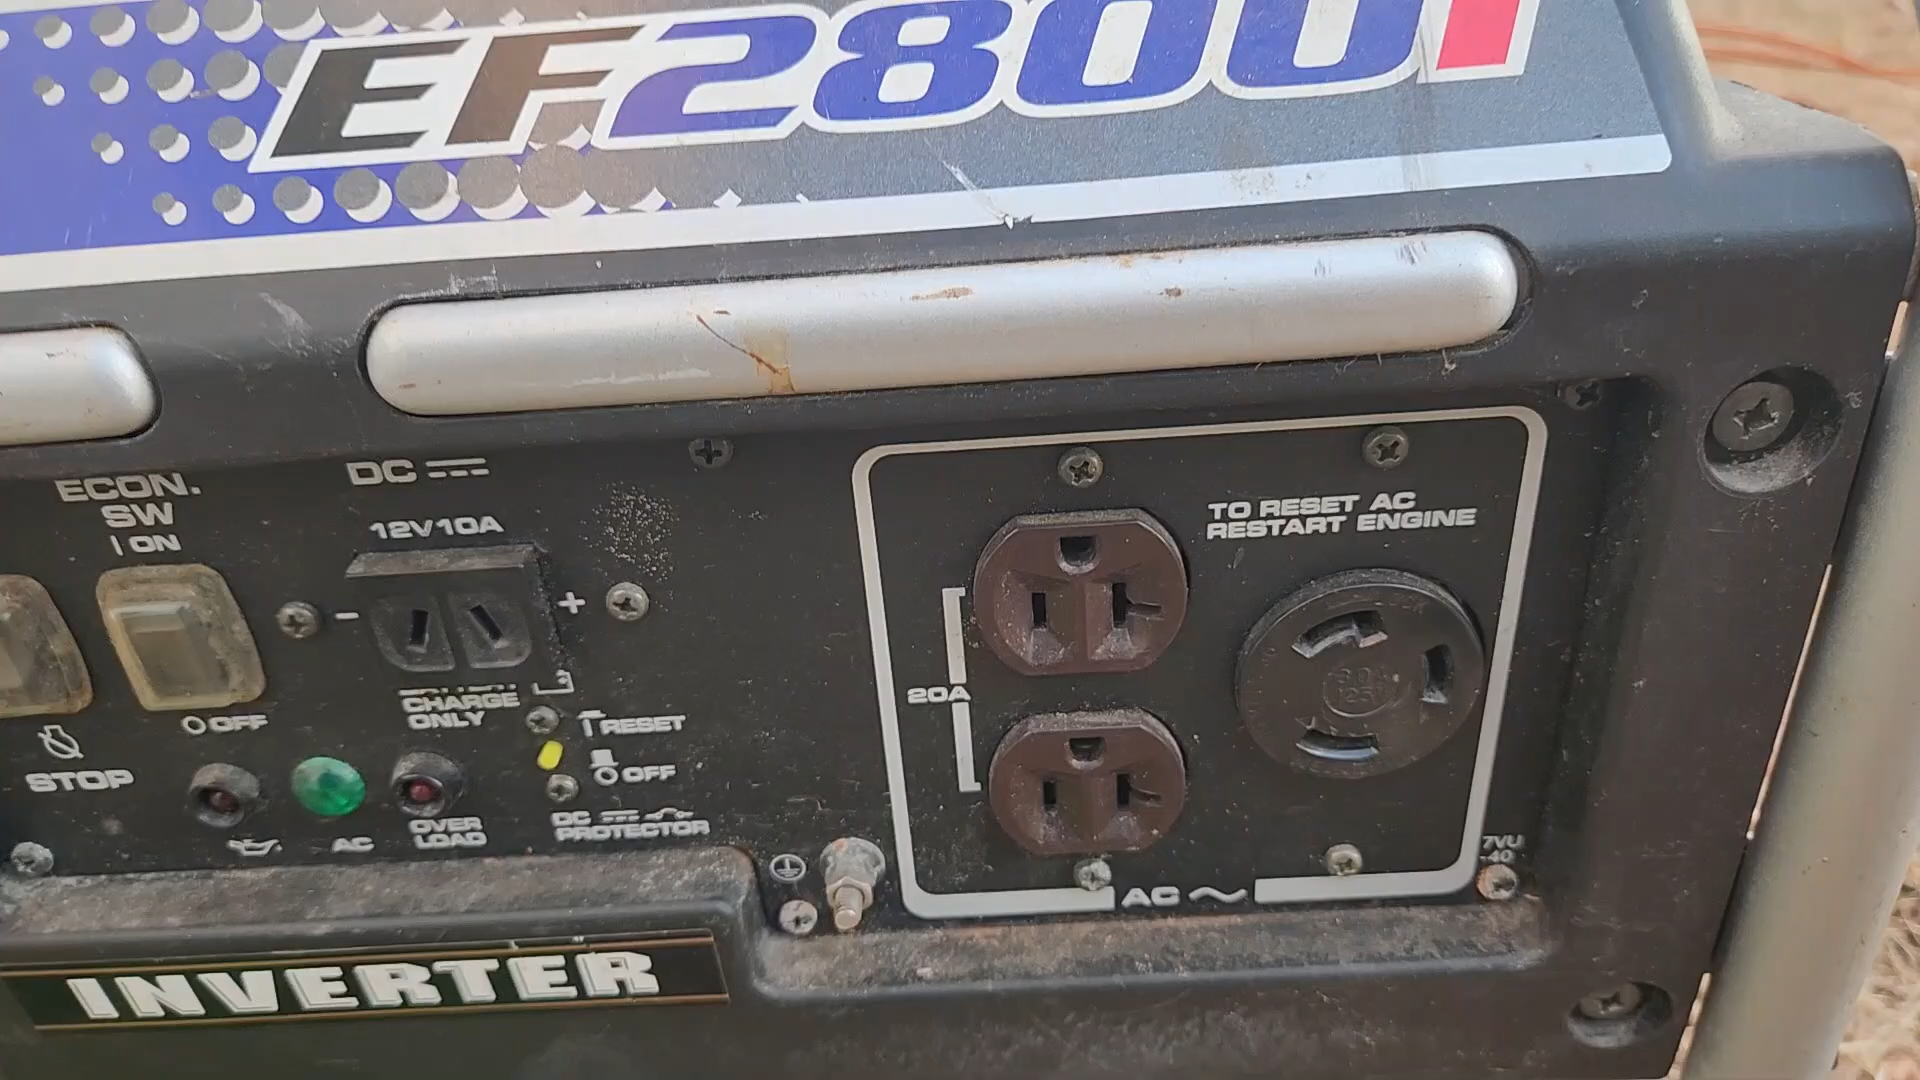 EF2800i
ECON.
SW
I ON
OFF
STOP
DC
12V10A
-
+
CHARGE
ONLY
RESET
OFF
DC
PROTECTOR
AC
OVER
LOAD
TO RESET AC
RESTART ENGINE
20A
30A
125V
AC
7VU
-40
INVERTER